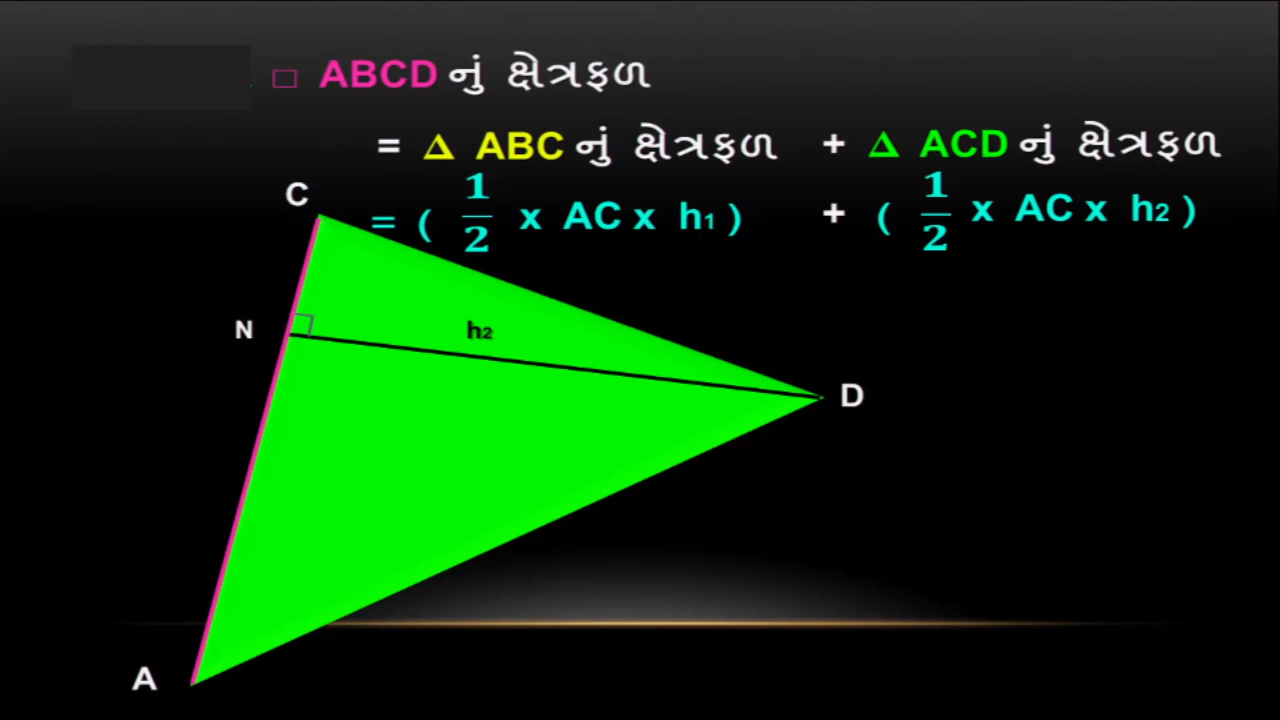 □ ABCD નું ક્ષેત્રફળ
= Δ ABC નું ક્ષેત્રફળ + Δ ACD નું ક્ષેત્રફળ
= ( 1/2 x AC x h₁ ) + ( 1/2 x AC x h₂ )
C
N
h₂
D
A